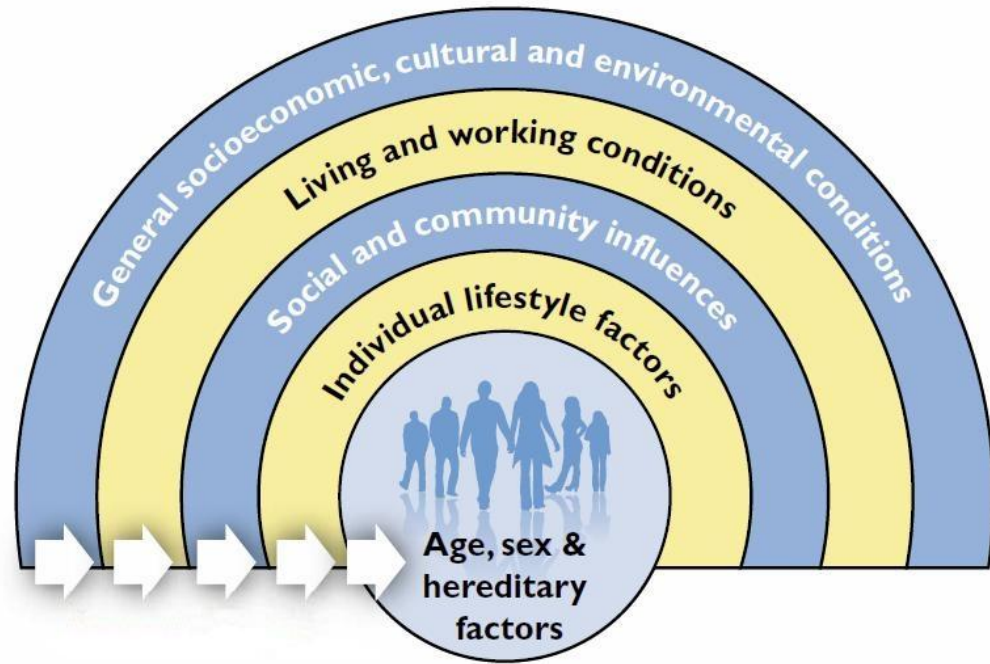 General socioeconomic, cultural and environmental conditions
Living and working conditions
Social and community influences
Individual lifestyle factors
Age, sex &
hereditary
factors